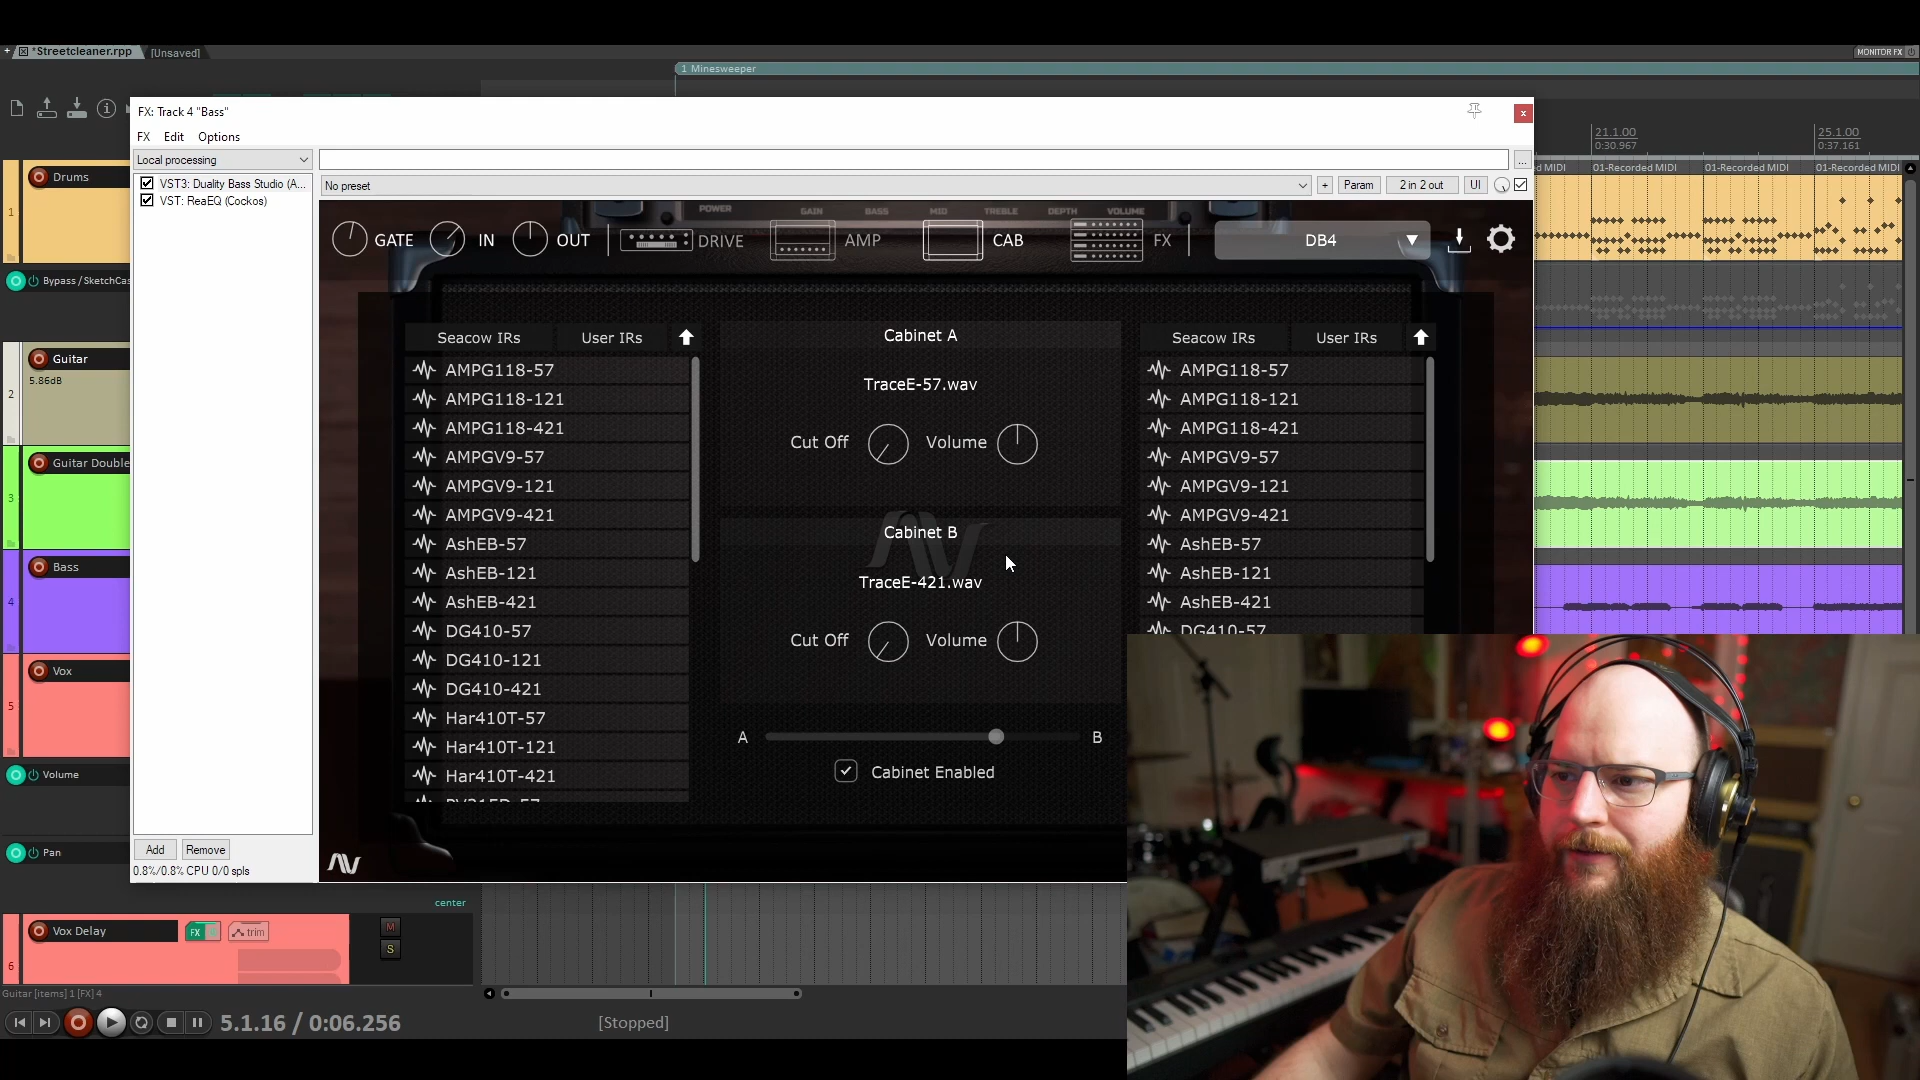 *Streetcleaner.rpp
[Unsaved]
MONITOR FX
1 Minesweeper
FX: Track 4 "Bass"
FX Edit Options
Local processing
...
VST3: Duality Bass Studio (A...
VST: ReaEQ (Cockos)
No preset
+
Param
2 in 2 out
UI
POWER GAIN BASS MID TREBLE DEPTH VOLUME
GATE IN OUT DRIVE AMP CAB FX DB4
21.1.00
0:30.967
25.1.00
0:37.161
01-Recorded MIDI
01-Recorded MIDI
01-Recorded MIDI
1
Drums
Bypass / SketchCas
2
Guitar
5.86dB
3
Guitar Double
4
Bass
5
Vox
Volume
Pan
Seacow IRs User IRs
AMPG118-57
AMPG118-121
AMPG118-421
AMPGV9-57
AMPGV9-121
AMPGV9-421
AshEB-57
AshEB-121
AshEB-421
DG410-57
DG410-121
DG410-421
Har410T-57
Har410T-121
Har410T-421
Cabinet A
TraceE-57.wav
Cut Off Volume
Cabinet B
TraceE-421.wav
Cut Off Volume
A B
Cabinet Enabled
Seacow IRs User IRs
AMPG118-57
AMPG118-121
AMPG118-421
AMPGV9-57
AMPGV9-121
AMPGV9-421
AshEB-57
AshEB-121
AshEB-421
DG410-57
Add Remove
0.8%/0.8% CPU 0/0 spls
center
6
Vox Delay
FX
trim
M
S
Guitar [items] 1 [FX] 4
5.1.16 / 0:06.256
[Stopped]